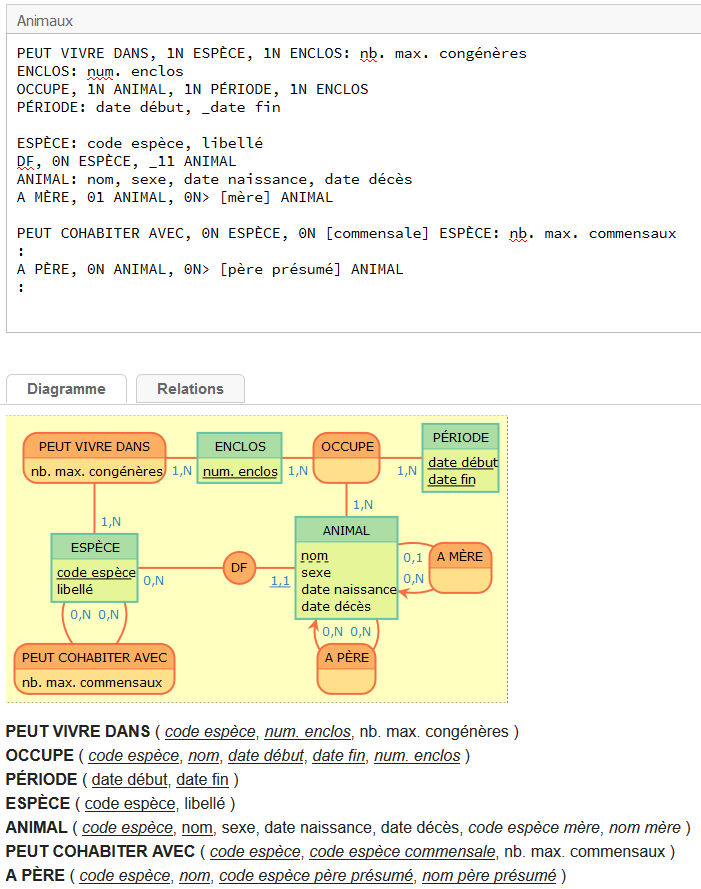 Animaux
PEUT VIVRE DANS, 1N ESPÈCE, 1N ENCLOS: nb. max. congénères
ENCLOS: num. enclos
OCCUPE, 1N ANIMAL, 1N PÉRIODE, 1N ENCLOS
PÉRIODE: date début, _date fin
ESPÈCE: code espèce, libellé
DF, 0N ESPÈCE, _11 ANIMAL
ANIMAL: nom, sexe, date naissance, date décès
A MÈRE, 01 ANIMAL, 0N> [mère] ANIMAL
PEUT COHABITER AVEC, 0N ESPÈCE, 0N [commensale] ESPÈCE: nb. max. commensaux
:
A PÈRE, 0N ANIMAL, 0N> [père présumé] ANIMAL
:
Diagramme Relations
PEUT VIVRE DANS ENCLOS OCCUPE PÉRIODE
nb. max. congénères 1,N num. enclos 1,N 1,N date début
date fin
1,N 1,N
ESPÈCE ANIMAL
code espèce 0,N DF 1,1 nom 0,1 A MÈRE
libellé sexe 0,N
date naissance
date décès
0,N 0,N 0,N 0,N
PEUT COHABITER AVEC A PÈRE
nb. max. commensaux
PEUT VIVRE DANS ( code espèce, num. enclos, nb. max. congénères )
OCCUPE ( code espèce, nom, date début, date fin, num. enclos )
PÉRIODE ( date début, date fin )
ESPÈCE ( code espèce, libellé )
ANIMAL ( code espèce, nom, sexe, date naissance, date décès, code espèce mère, nom mère )
PEUT COHABITER AVEC ( code espèce, code espèce commensale, nb. max. commensaux )
A PÈRE ( code espèce, nom, code espèce père présumé, nom père présumé )